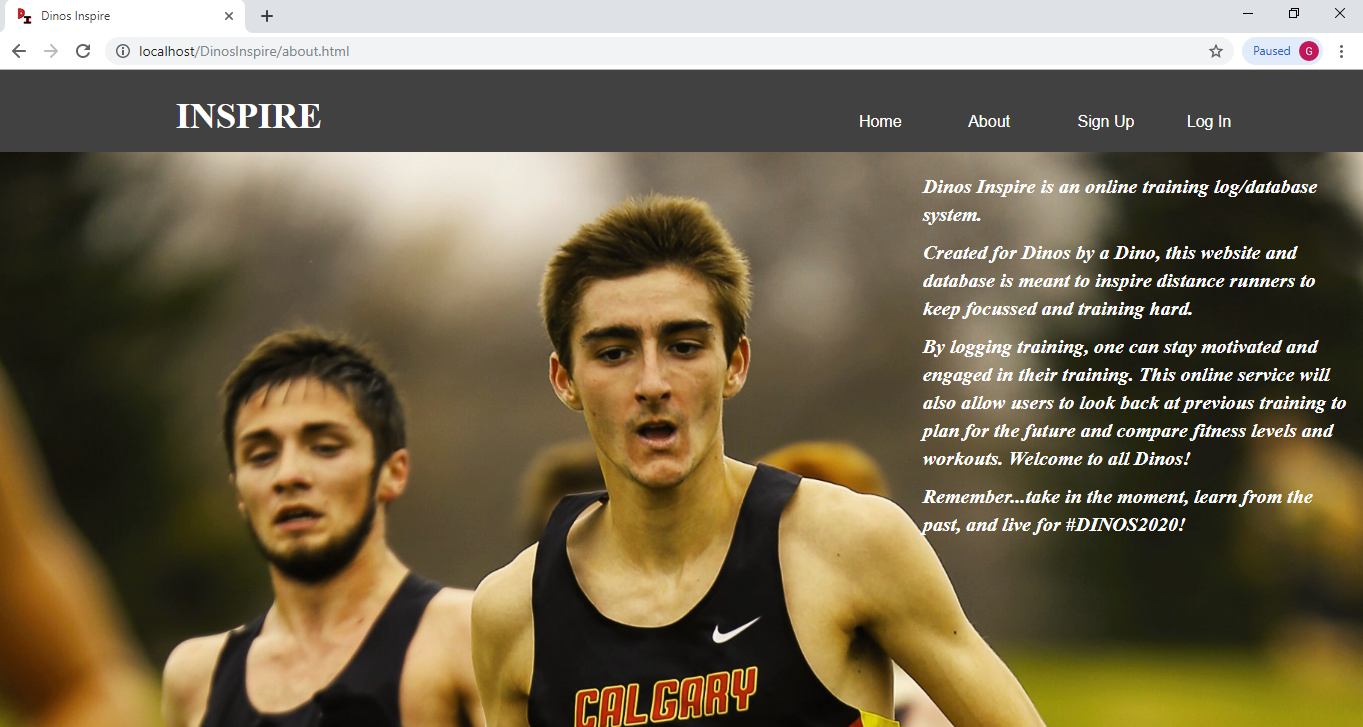 Dinos Inspire
localhost/DinosInspire/about.html
Paused
G
INSPIRE
Home
About
Sign Up
Log In
Dinos Inspire is an online training log/database
system.
Created for Dinos by a Dino, this website and
database is meant to inspire distance runners to
keep focussed and training hard.
By logging training, one can stay motivated and
engaged in their training. This online service will
also allow users to look back at previous training to
plan for the future and compare fitness levels and
workouts. Welcome to all Dinos!
Remember...take in the moment, learn from the
past, and live for #DINOS2020!
CALGARY